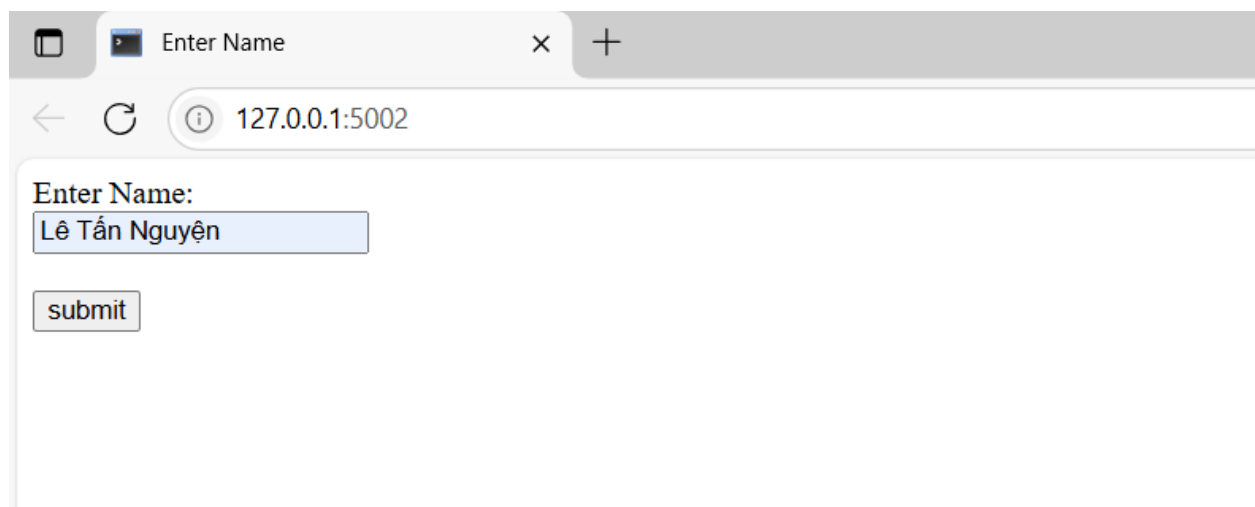 Enter Name
127.0.0.1:5002
Enter Name:
Lê Tấn Nguyện
submit